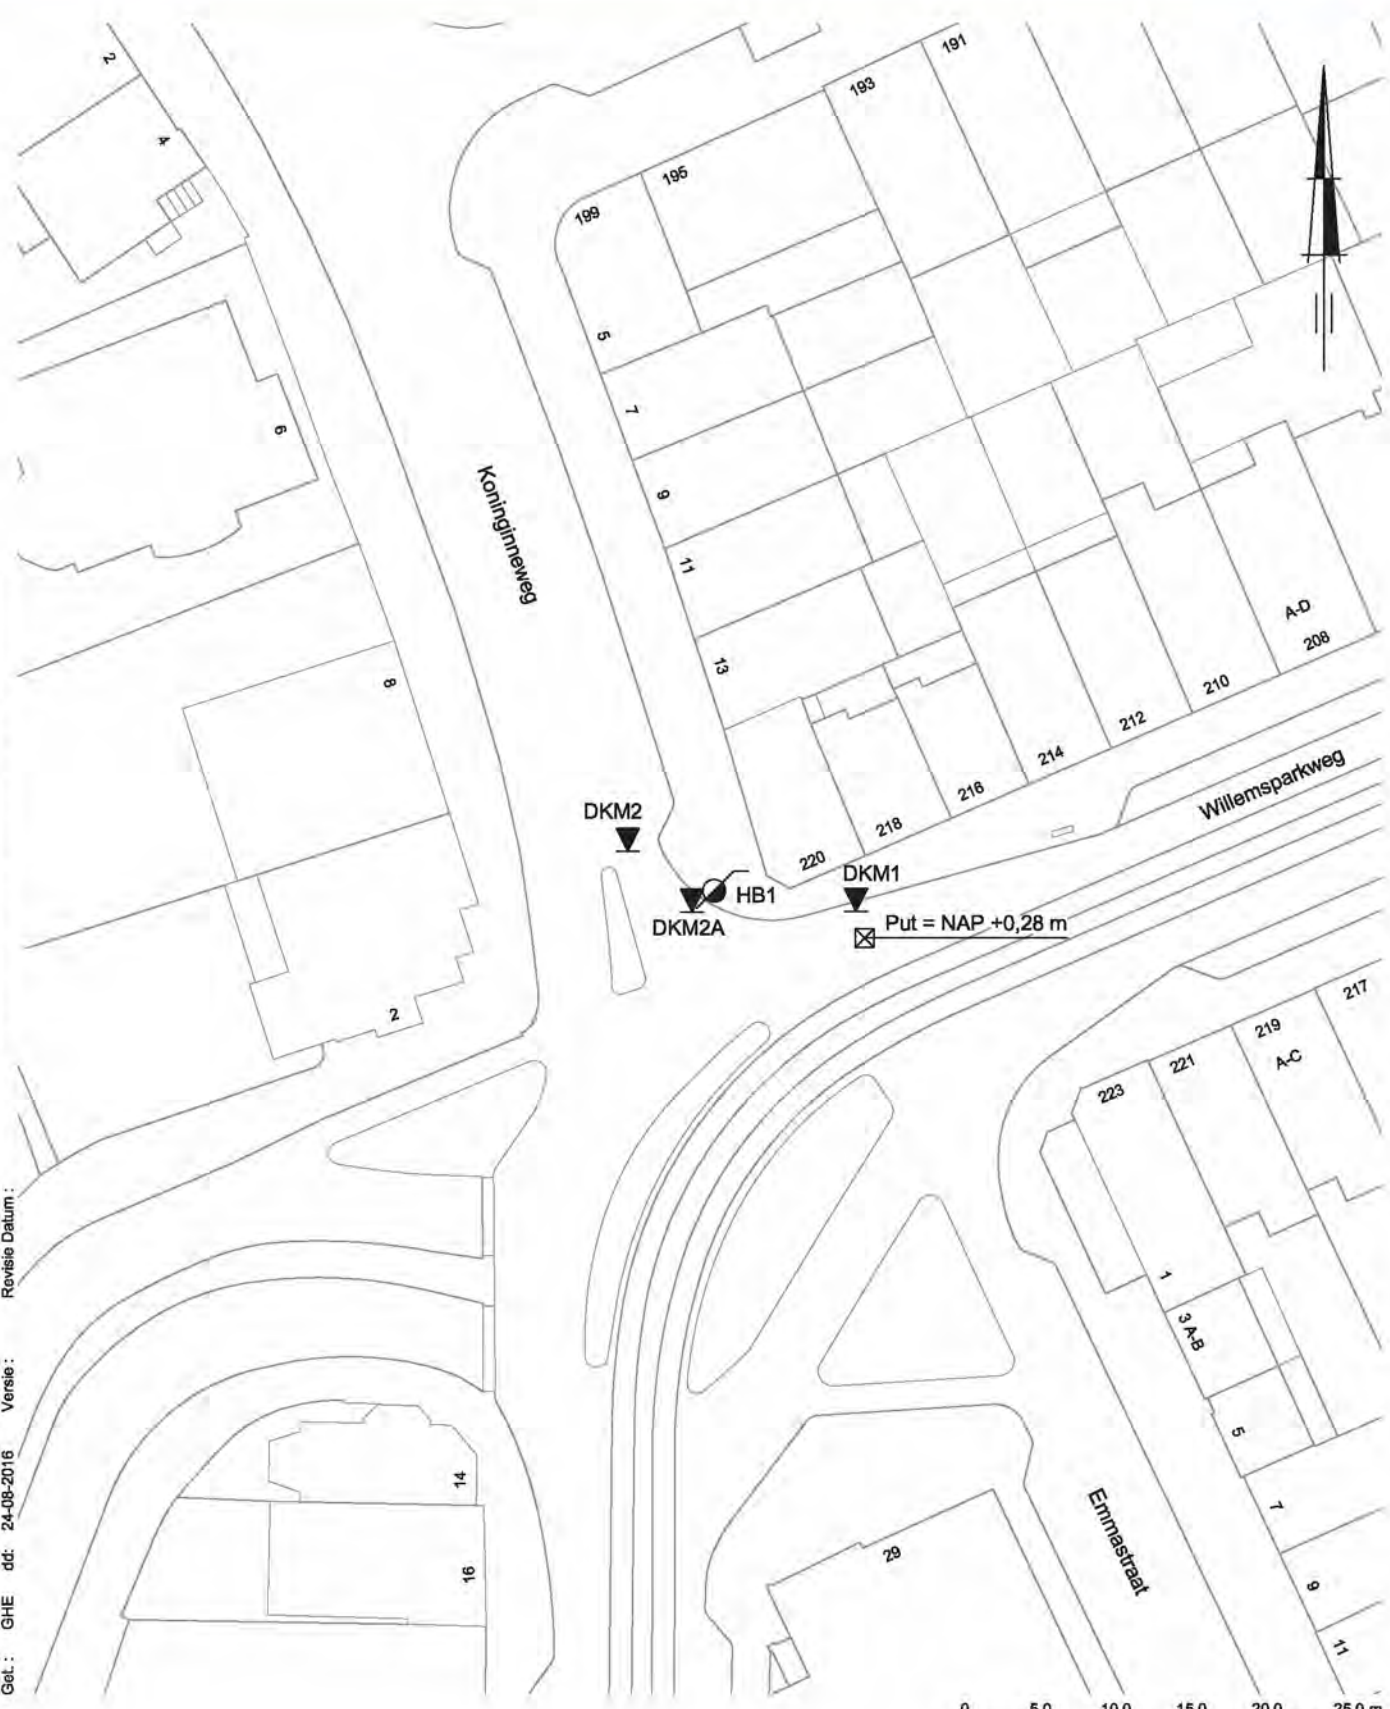 2
4
6
8
2
Koninginneweg
199
195
193
191
5
7
9
11
13
220
218
216
214
212
210
208
A-D
Willemsparkweg
DKM2
DKM2A
HB1
DKM1
Put = NAP +0,28 m
217
219
A-C
221
223
1
3 A-B
5
7
9
11
Emmastraat
29
14
16
Get.: GHE dd: 24-08-2016 Versie: Revisie Datum:
0 5.0 10.0 15.0 20.0 25.0 m